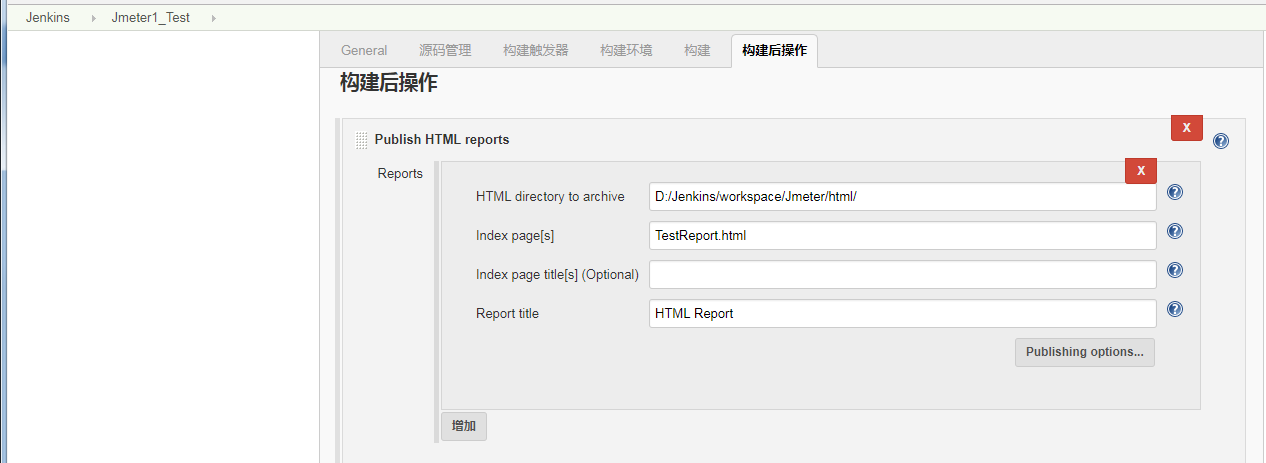 Jenkins Jmeter1_Test
General 源码管理 构建触发器 构建环境 构建 构建后操作
构建后操作
Publish HTML reports X
Reports
X
HTML directory to archive D:/Jenkins/workspace/Jmeter/html/
Index page[s] TestReport.html
Index page title[s] (Optional)
Report title HTML Report
Publishing options...
增加